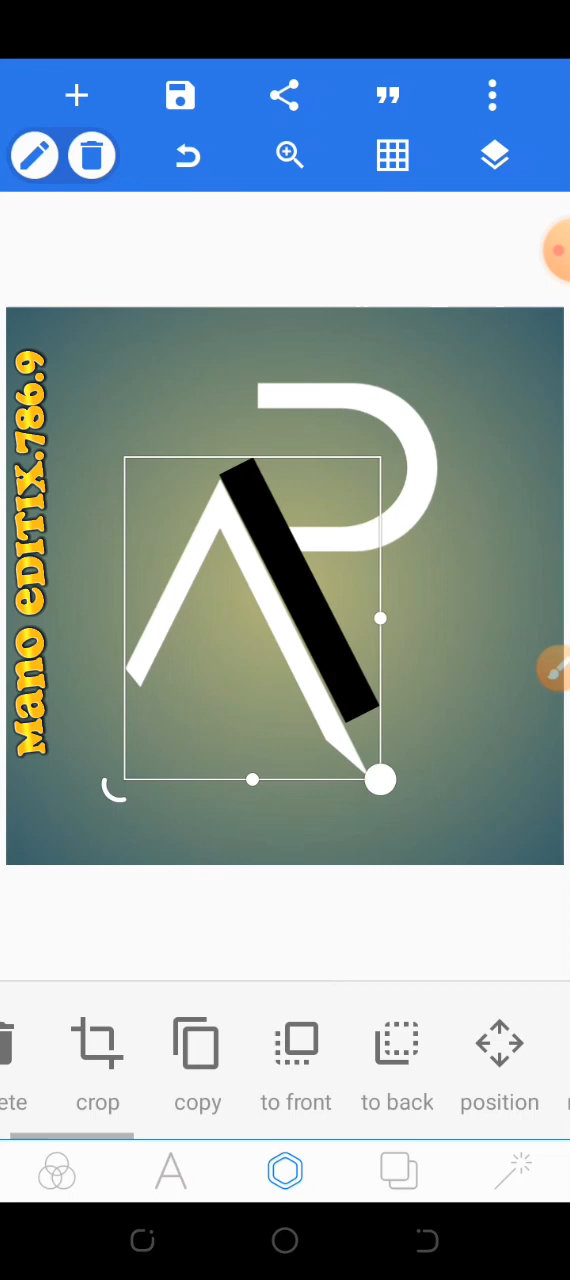 Mano eDITIX.786.9
ete
crop
copy
to front
to back
position